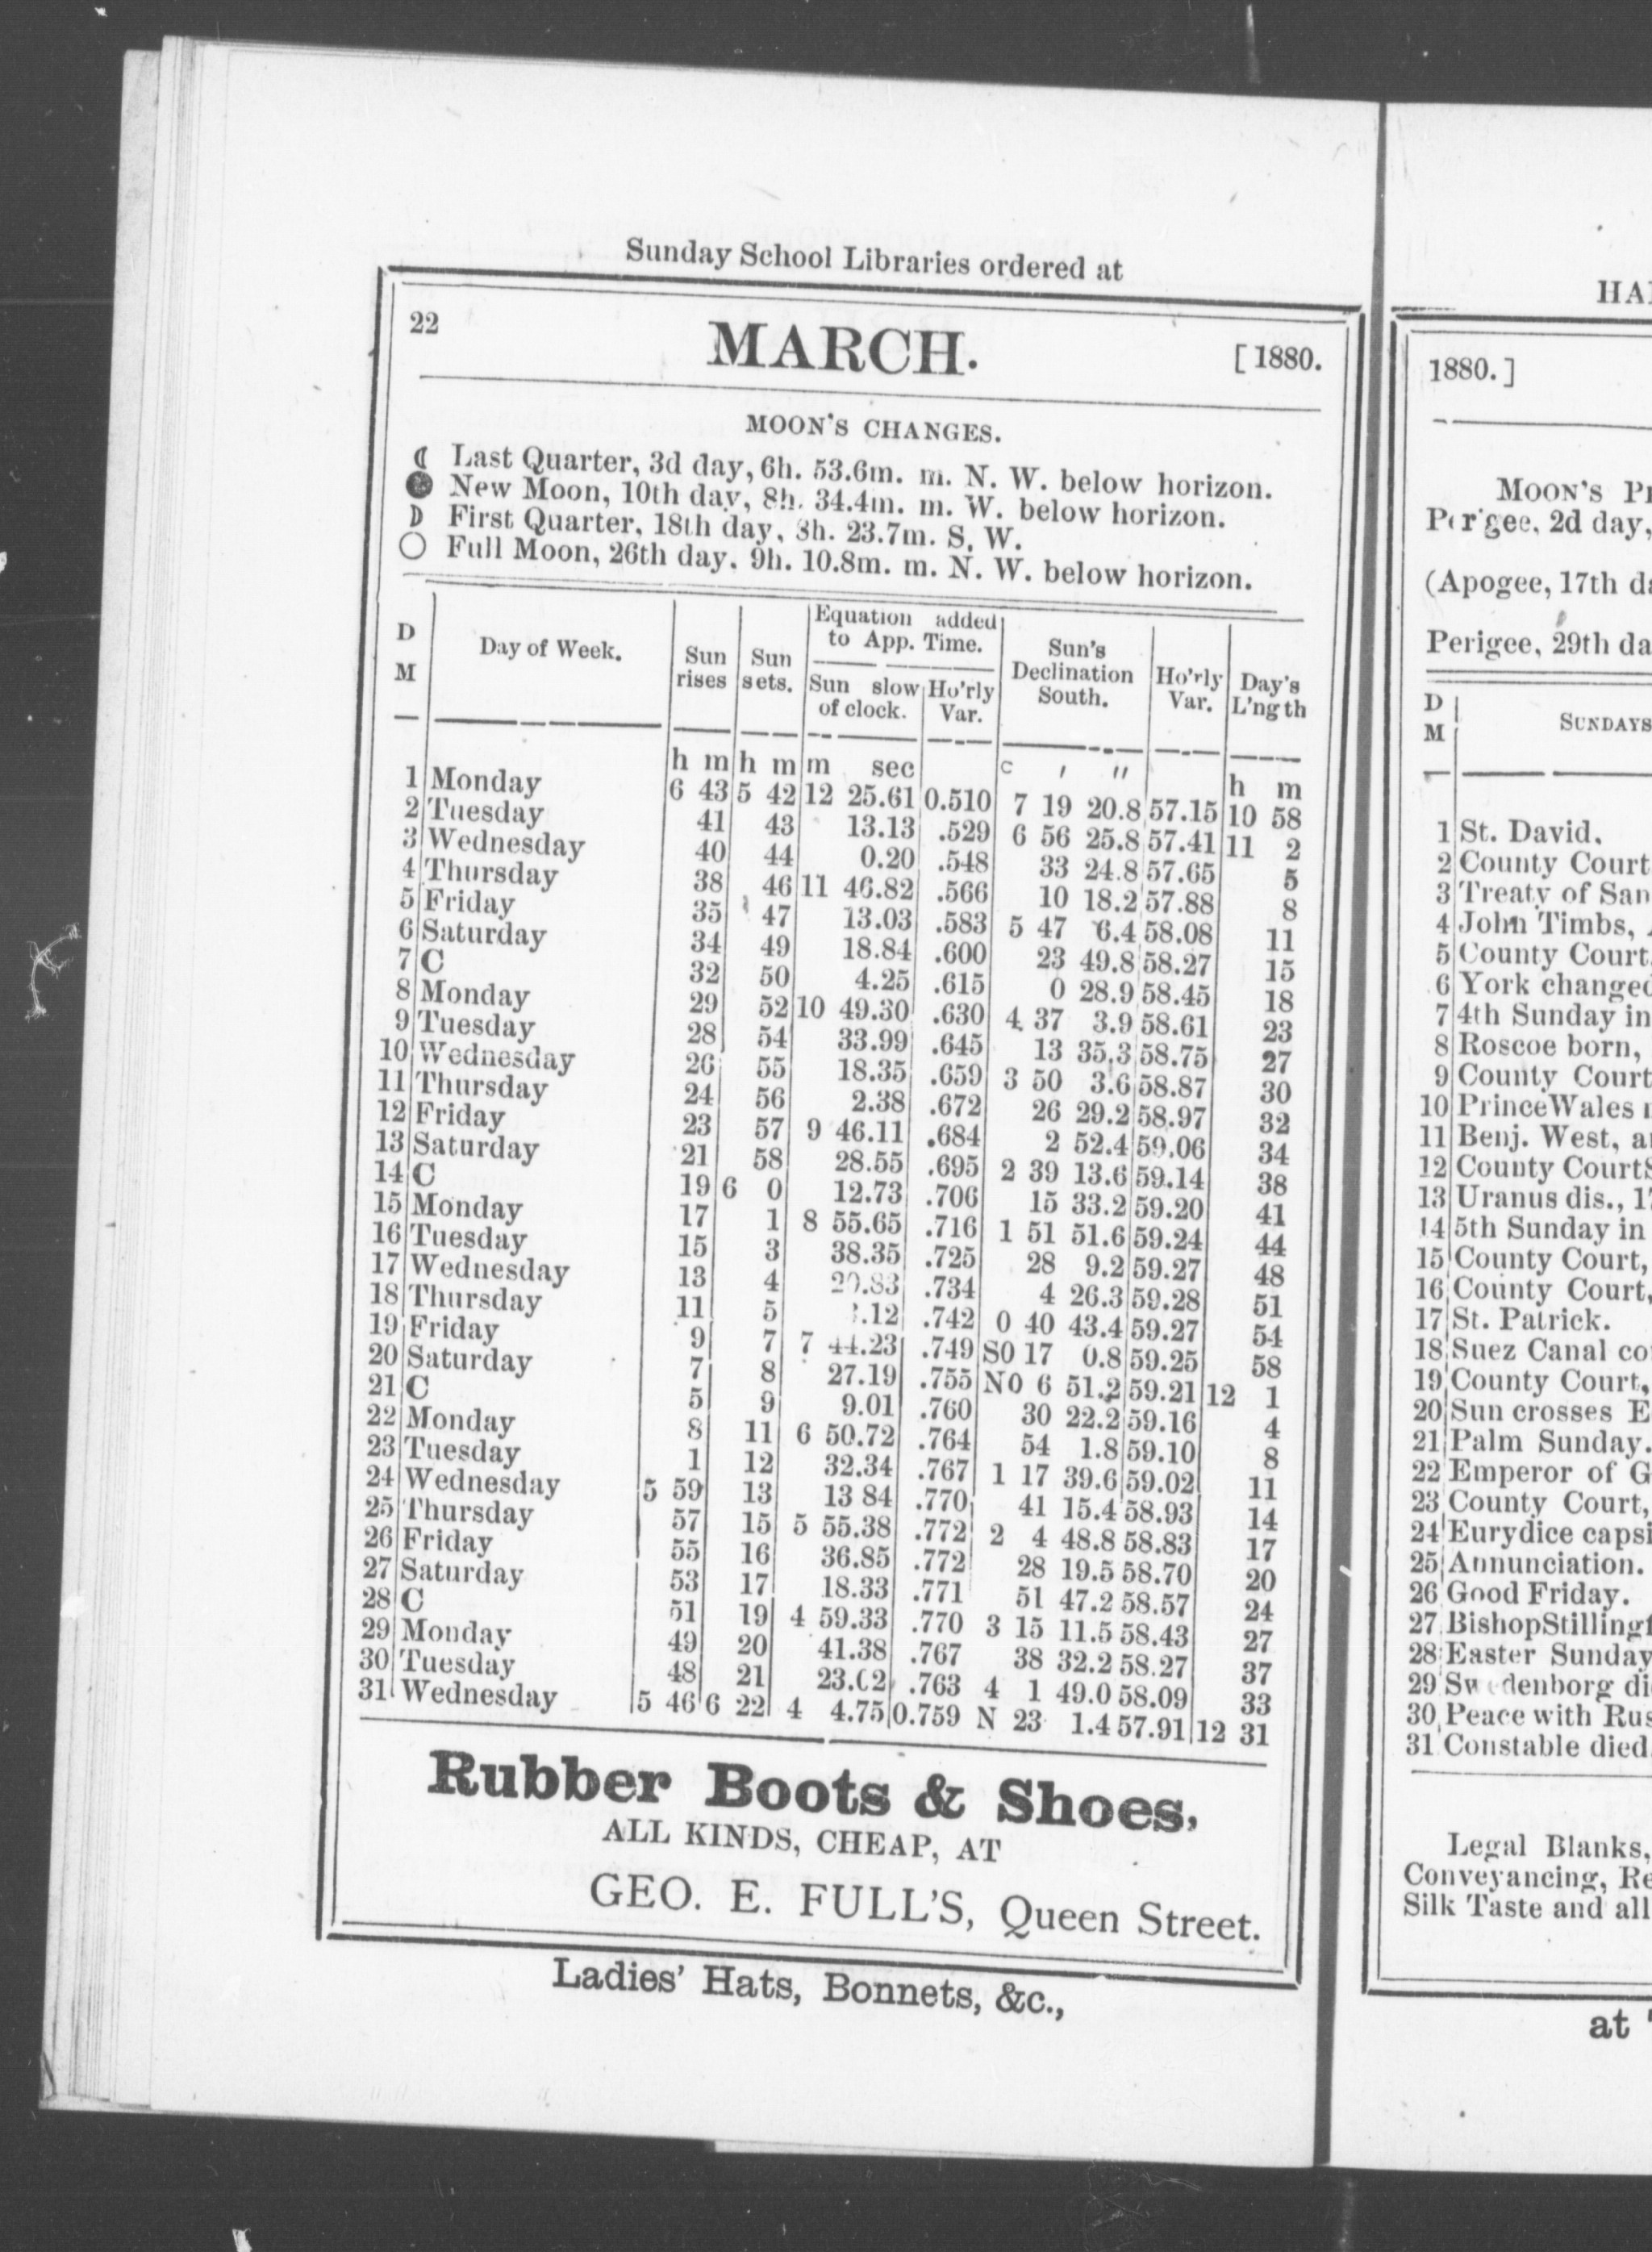 Sunday School Libraries ordered at
22 MARCH. [1880.
MOON'S CHANGES.
Last Quarter, 3d day, 6h. 53.6m. m. N. W. below horizon.
New Moon, 10th day, 8h. 34.4m. m. W. below horizon.
First Quarter, 18th day, 8h. 23.7m. S. W.
Full Moon, 26th day, 9h. 10.8m. m. N. W. below horizon.
D M Day of Week. Sun rises Sun sets. Equation added to App. Time. Sun slow of clock. Ho'rly Var. Sun's Declination South. Ho'rly Var. Day's L'ngth
h m h m m sec ° ' " h m
1 Monday 6 43 5 42 12 25.61 0.510 7 19 20.8 57.15 10 58
2 Tuesday 41 43 13.13 .529 6 56 25.8 57.41 11 2
3 Wednesday 40 44 0.20 .548 33 24.8 57.65 5
4 Thursday 38 46 11 46.82 .566 10 18.2 57.88 8
5 Friday 35 47 13.03 .583 5 47 6.4 58.08 11
6 Saturday 34 49 18.84 .600 23 49.8 58.27 15
7 C 32 50 4.25 .615 0 28.9 58.45 18
8 Monday 29 52 10 49.30 .630 4 37 3.9 58.61 23
9 Tuesday 28 54 33.99 .645 13 35.3 58.75 27
10 Wednesday 26 55 18.35 .659 3 50 3.6 58.87 30
11 Thursday 24 56 2.38 .672 26 29.2 58.97 32
12 Friday 23 57 9 46.11 .684 2 52.4 59.06 34
13 Saturday 21 58 28.55 .695 2 39 13.6 59.14 38
14 C 19 6 0 12.73 .706 15 33.2 59.20 41
15 Monday 17 1 8 55.65 .716 1 51 51.6 59.24 44
16 Tuesday 15 3 38.35 .725 28 9.2 59.27 48
17 Wednesday 13 4 20.83 .734 4 26.3 59.28 51
18 Thursday 11 5 .12 .742 0 40 43.4 59.27 54
19 Friday 9 7 7 44.23 .749 S0 17 0.8 59.25 58
20 Saturday 7 8 27.19 .755 N0 6 51.2 59.21 12 1
21 C 5 9 9.01 .760 30 22.2 59.16 4
22 Monday 8 11 6 50.72 .764 54 1.8 59.10 8
23 Tuesday 1 12 32.34 .767 1 17 39.6 59.02 11
24 Wednesday 5 59 13 13 84 .770 41 15.4 58.93 14
25 Thursday 57 15 5 55.38 .772 2 4 48.8 58.83 17
26 Friday 55 16 36.85 .772 28 19.5 58.70 20
27 Saturday 53 17 18.33 .771 51 47.2 58.57 24
28 C 51 19 4 59.33 .770 3 15 11.5 58.43 27
29 Monday 49 20 41.38 .767 38 32.2 58.27 37
30 Tuesday 48 21 23.02 .763 4 1 49.0 58.09 33
31 Wednesday 5 46 6 22 4 4.75 0.759 N 23 1.4 57.91 12 31
Rubber Boots & Shoes,
ALL KINDS, CHEAP, AT
GEO. E. FULL'S, Queen Street.
Ladies' Hats, Bonnets, &c.,
1880.]
MOON'S
Perigee, 2d day,
(Apogee, 17th
Perigee, 29th
D M SUNDAYS
1 St. David.
2 County Court
3 Treaty of San
4 John Timbs,
5 County Court,
6 York changed
7 4th Sunday in
8 Roscoe born,
9 County Court
10 PrinceWales
11 Benj. West,
12 County Court
13 Uranus dis.,
14 5th Sunday in
15 County Court,
16 County Court,
17 St. Patrick.
18 Suez Canal
19 County Court,
20 Sun crosses
21 Palm Sunday.
22 Emperor of
23 County Court,
24 Eurydice
25 Annunciation.
26 Good Friday.
27 
28 Easter Sunday
29 Swedenborg
30 Peace with
31 Constable died
Legal Blanks,
Conveyancing,
Silk Taste and all
at